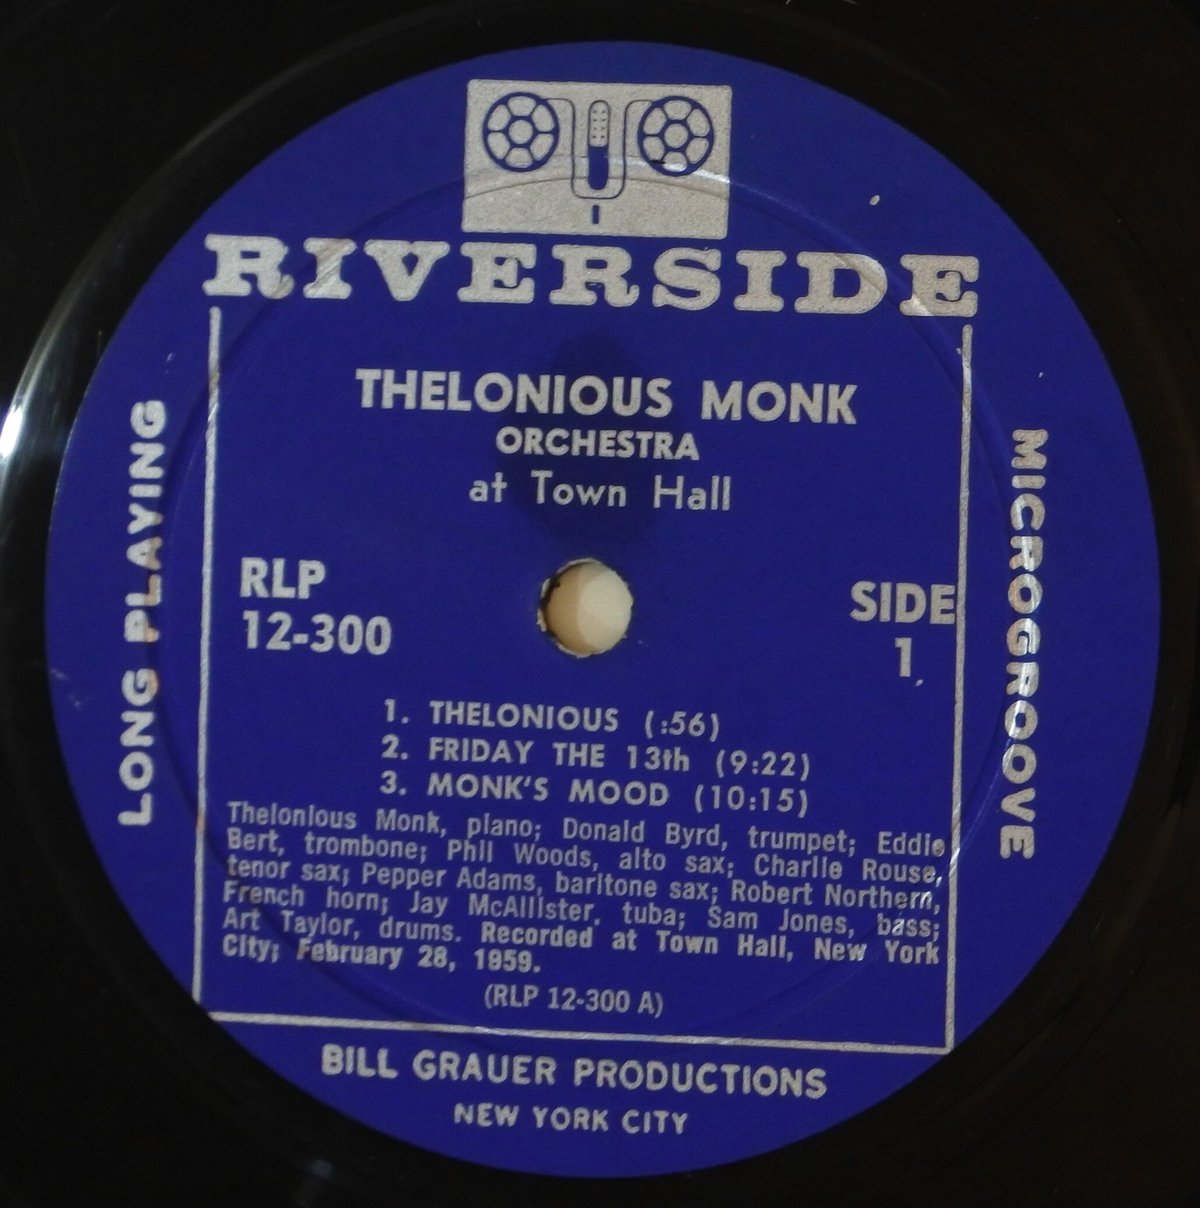 RIVERSIDE
THELONIOUS MONK
ORCHESTRA
at Town Hall
LONG PLAYING
MICROGROOVE
RLP
12-300
SIDE
1
1. THELONIOUS (:56)
2. FRIDAY THE 13th (9:22)
3. MONK'S MOOD (10:15)
Thelonious Monk, piano; Donald Byrd, trumpet; Eddie
Bert, trombone; Phil Woods, alto sax; Charlie Rouse,
tenor sax; Pepper Adams, baritone sax; Robert Northern,
French horn; Jay McAllister, tuba; Sam Jones, bass;
Art Taylor, drums. Recorded at Town Hall, New York
City; February 28, 1959.
(RLP 12-300 A)
BILL GRAUER PRODUCTIONS
NEW YORK CITY